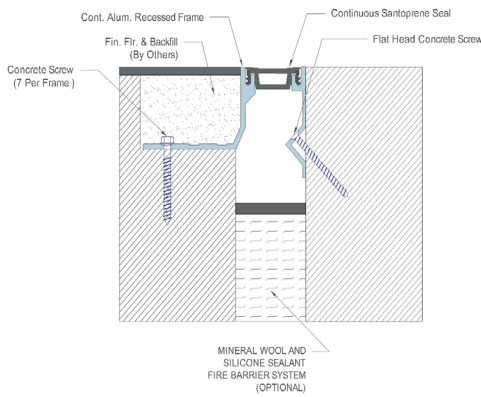 Cont. Alum. Recessed Frame
Continuous Santoprene Seal
Fin. Flr. & Backfill
(By Others)
Flat Head Concrete Screw
Concrete Screw
(7 Per Frame )
MINERAL WOOL AND
SILICONE SEALANT
FIRE BARRIER SYSTEM
(OPTIONAL)